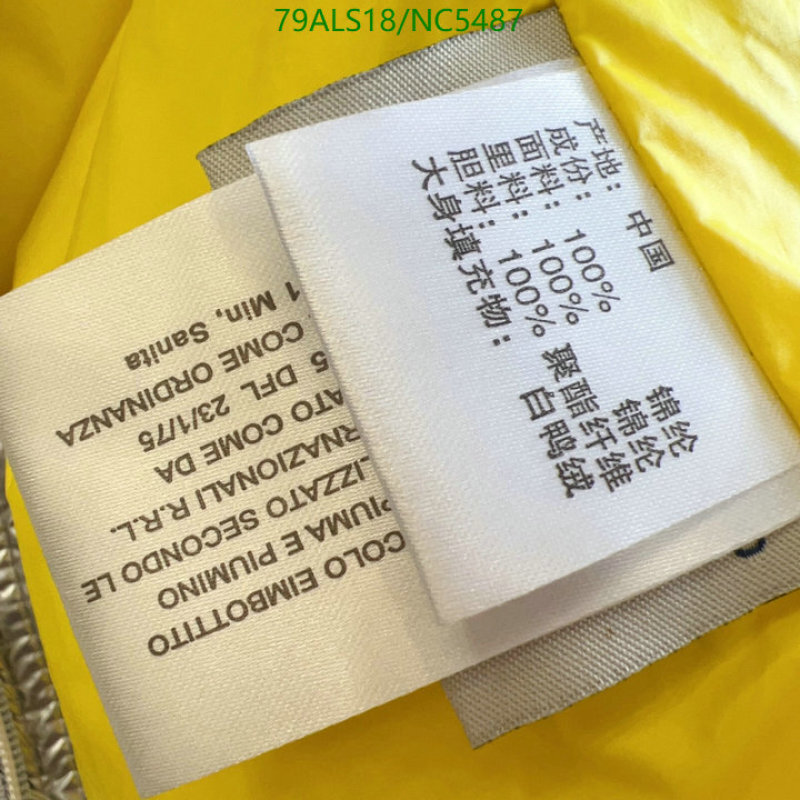 79ALS18/NC5487
产地： 中国
成份：
面料：100% 锦纶
里料：100% 锦纶
胆料：100% 聚酯纤维
大身填充物： 白鸭绒
COLO EIMBOTTITO
PIUMA E PIUMINO
LIZZATO SECONDO LE
RNAZIONALI R.R.L.
ATO COME DA
5 DFL 23/1/75
COME ORDINANZA
1 Min, Sanita